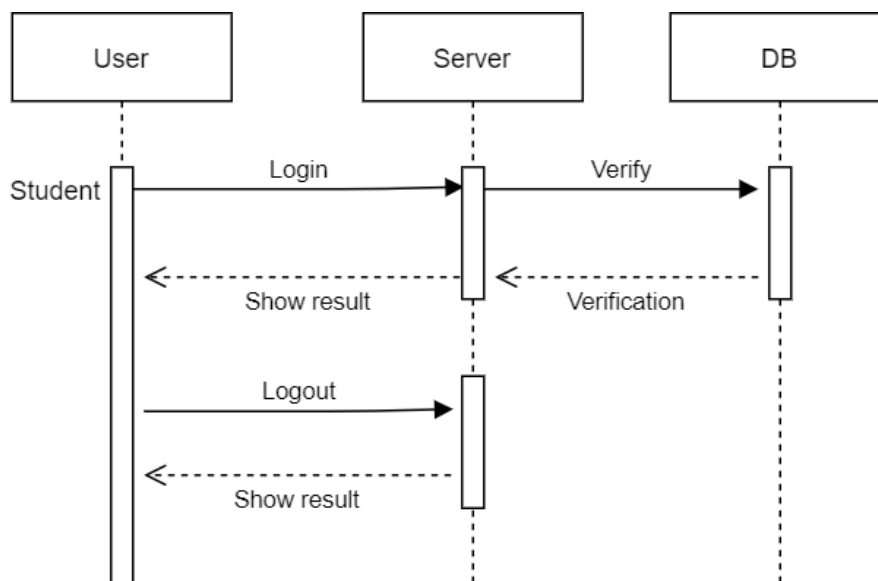 User
Server
DB
Student
Login
Verify
Show result
Verification
Logout
Show result